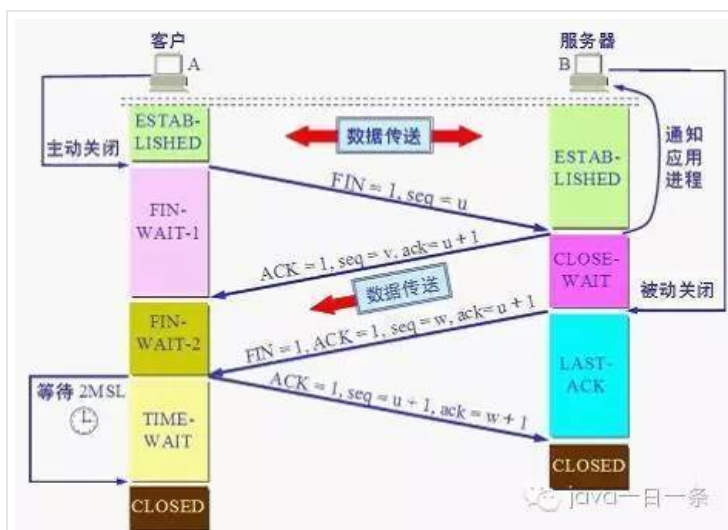 客户
A
服务器
B
ESTAB-
LISHED
数据传送
主动关闭
ESTAB-
LISHED
通知
应用
进程
FIN = 1, seq = u
FIN-
WAIT-1
ACK = 1, seq = v, ack= u + 1
CLOSE-
WAIT
数据传送
被动关闭
FIN-
WAIT-2
FIN = 1, ACK = 1, seq = w, ack= u + 1
LAST-
ACK
等待 2MSL
ACK = 1, seq = u + 1, ack = w + 1
TIME-
WAIT
CLOSED
CLOSED
java一日一条